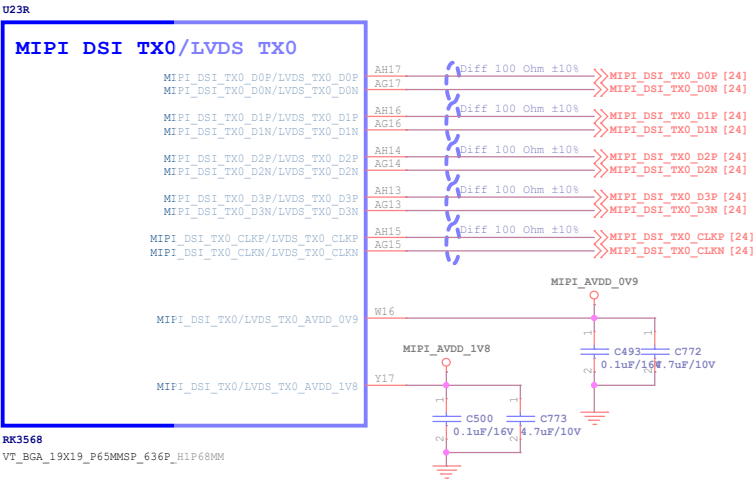 U23R
MIPI DSI TX0/LVDS TX0
MIPI_DSI_TX0_D0P/LVDS_TX0_D0P AH17 Diff 100 Ohm ±10% MIPI_DSI_TX0_D0P [24]
MIPI_DSI_TX0_D0N/LVDS_TX0_D0N AG17 MIPI_DSI_TX0_D0N [24]
MIPI_DSI_TX0_D1P/LVDS_TX0_D1P AH16 Diff 100 Ohm ±10% MIPI_DSI_TX0_D1P [24]
MIPI_DSI_TX0_D1N/LVDS_TX0_D1N AG16 MIPI_DSI_TX0_D1N [24]
MIPI_DSI_TX0_D2P/LVDS_TX0_D2P AH14 Diff 100 Ohm ±10% MIPI_DSI_TX0_D2P [24]
MIPI_DSI_TX0_D2N/LVDS_TX0_D2N AG14 MIPI_DSI_TX0_D2N [24]
MIPI_DSI_TX0_D3P/LVDS_TX0_D3P AH13 Diff 100 Ohm ±10% MIPI_DSI_TX0_D3P [24]
MIPI_DSI_TX0_D3N/LVDS_TX0_D3N AG13 MIPI_DSI_TX0_D3N [24]
MIPI_DSI_TX0_CLKP/LVDS_TX0_CLKP AH15 Diff 100 Ohm ±10% MIPI_DSI_TX0_CLKP [24]
MIPI_DSI_TX0_CLKN/LVDS_TX0_CLKN AG15 MIPI_DSI_TX0_CLKN [24]
MIPI_AVDD_0V9
MIPI_DSI_TX0/LVDS_TX0_AVDD_0V9 W16
1 1
C493 C772
0.1uF/16V 4.7uF/10V
2 2
MIPI_AVDD_1V8
MIPI_DSI_TX0/LVDS_TX0_AVDD_1V8 Y17
1 1
C500 C773
0.1uF/16V 4.7uF/10V
2 2
RK3568
VT_BGA_19X19_P65MMSP_636P_H1P68MM